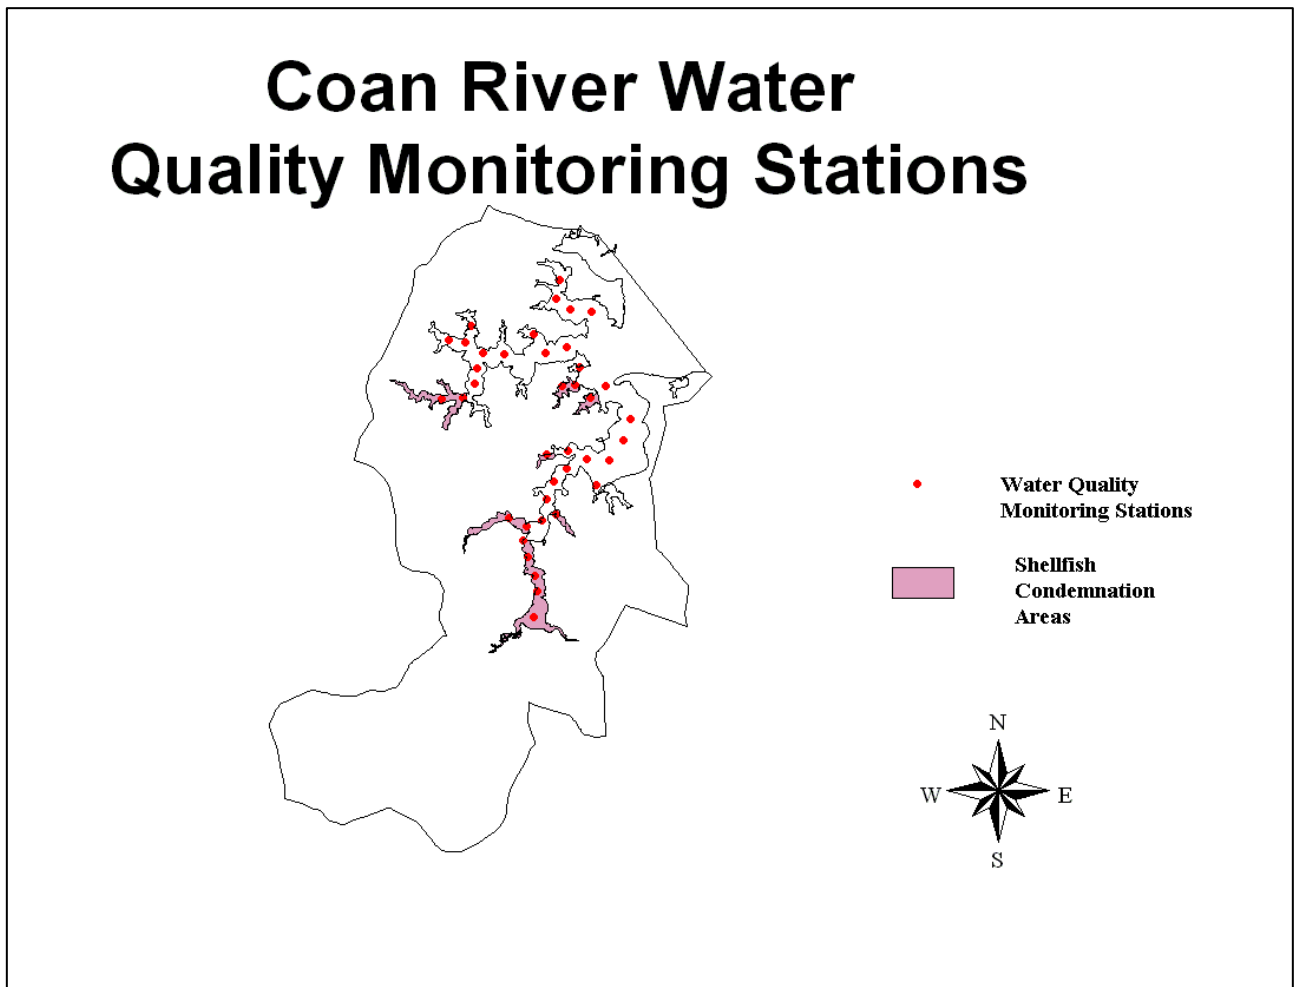 Coan River Water
Quality Monitoring Stations
Water Quality
Monitoring Stations
Shellfish
Condemnation
Areas
N
W E
S